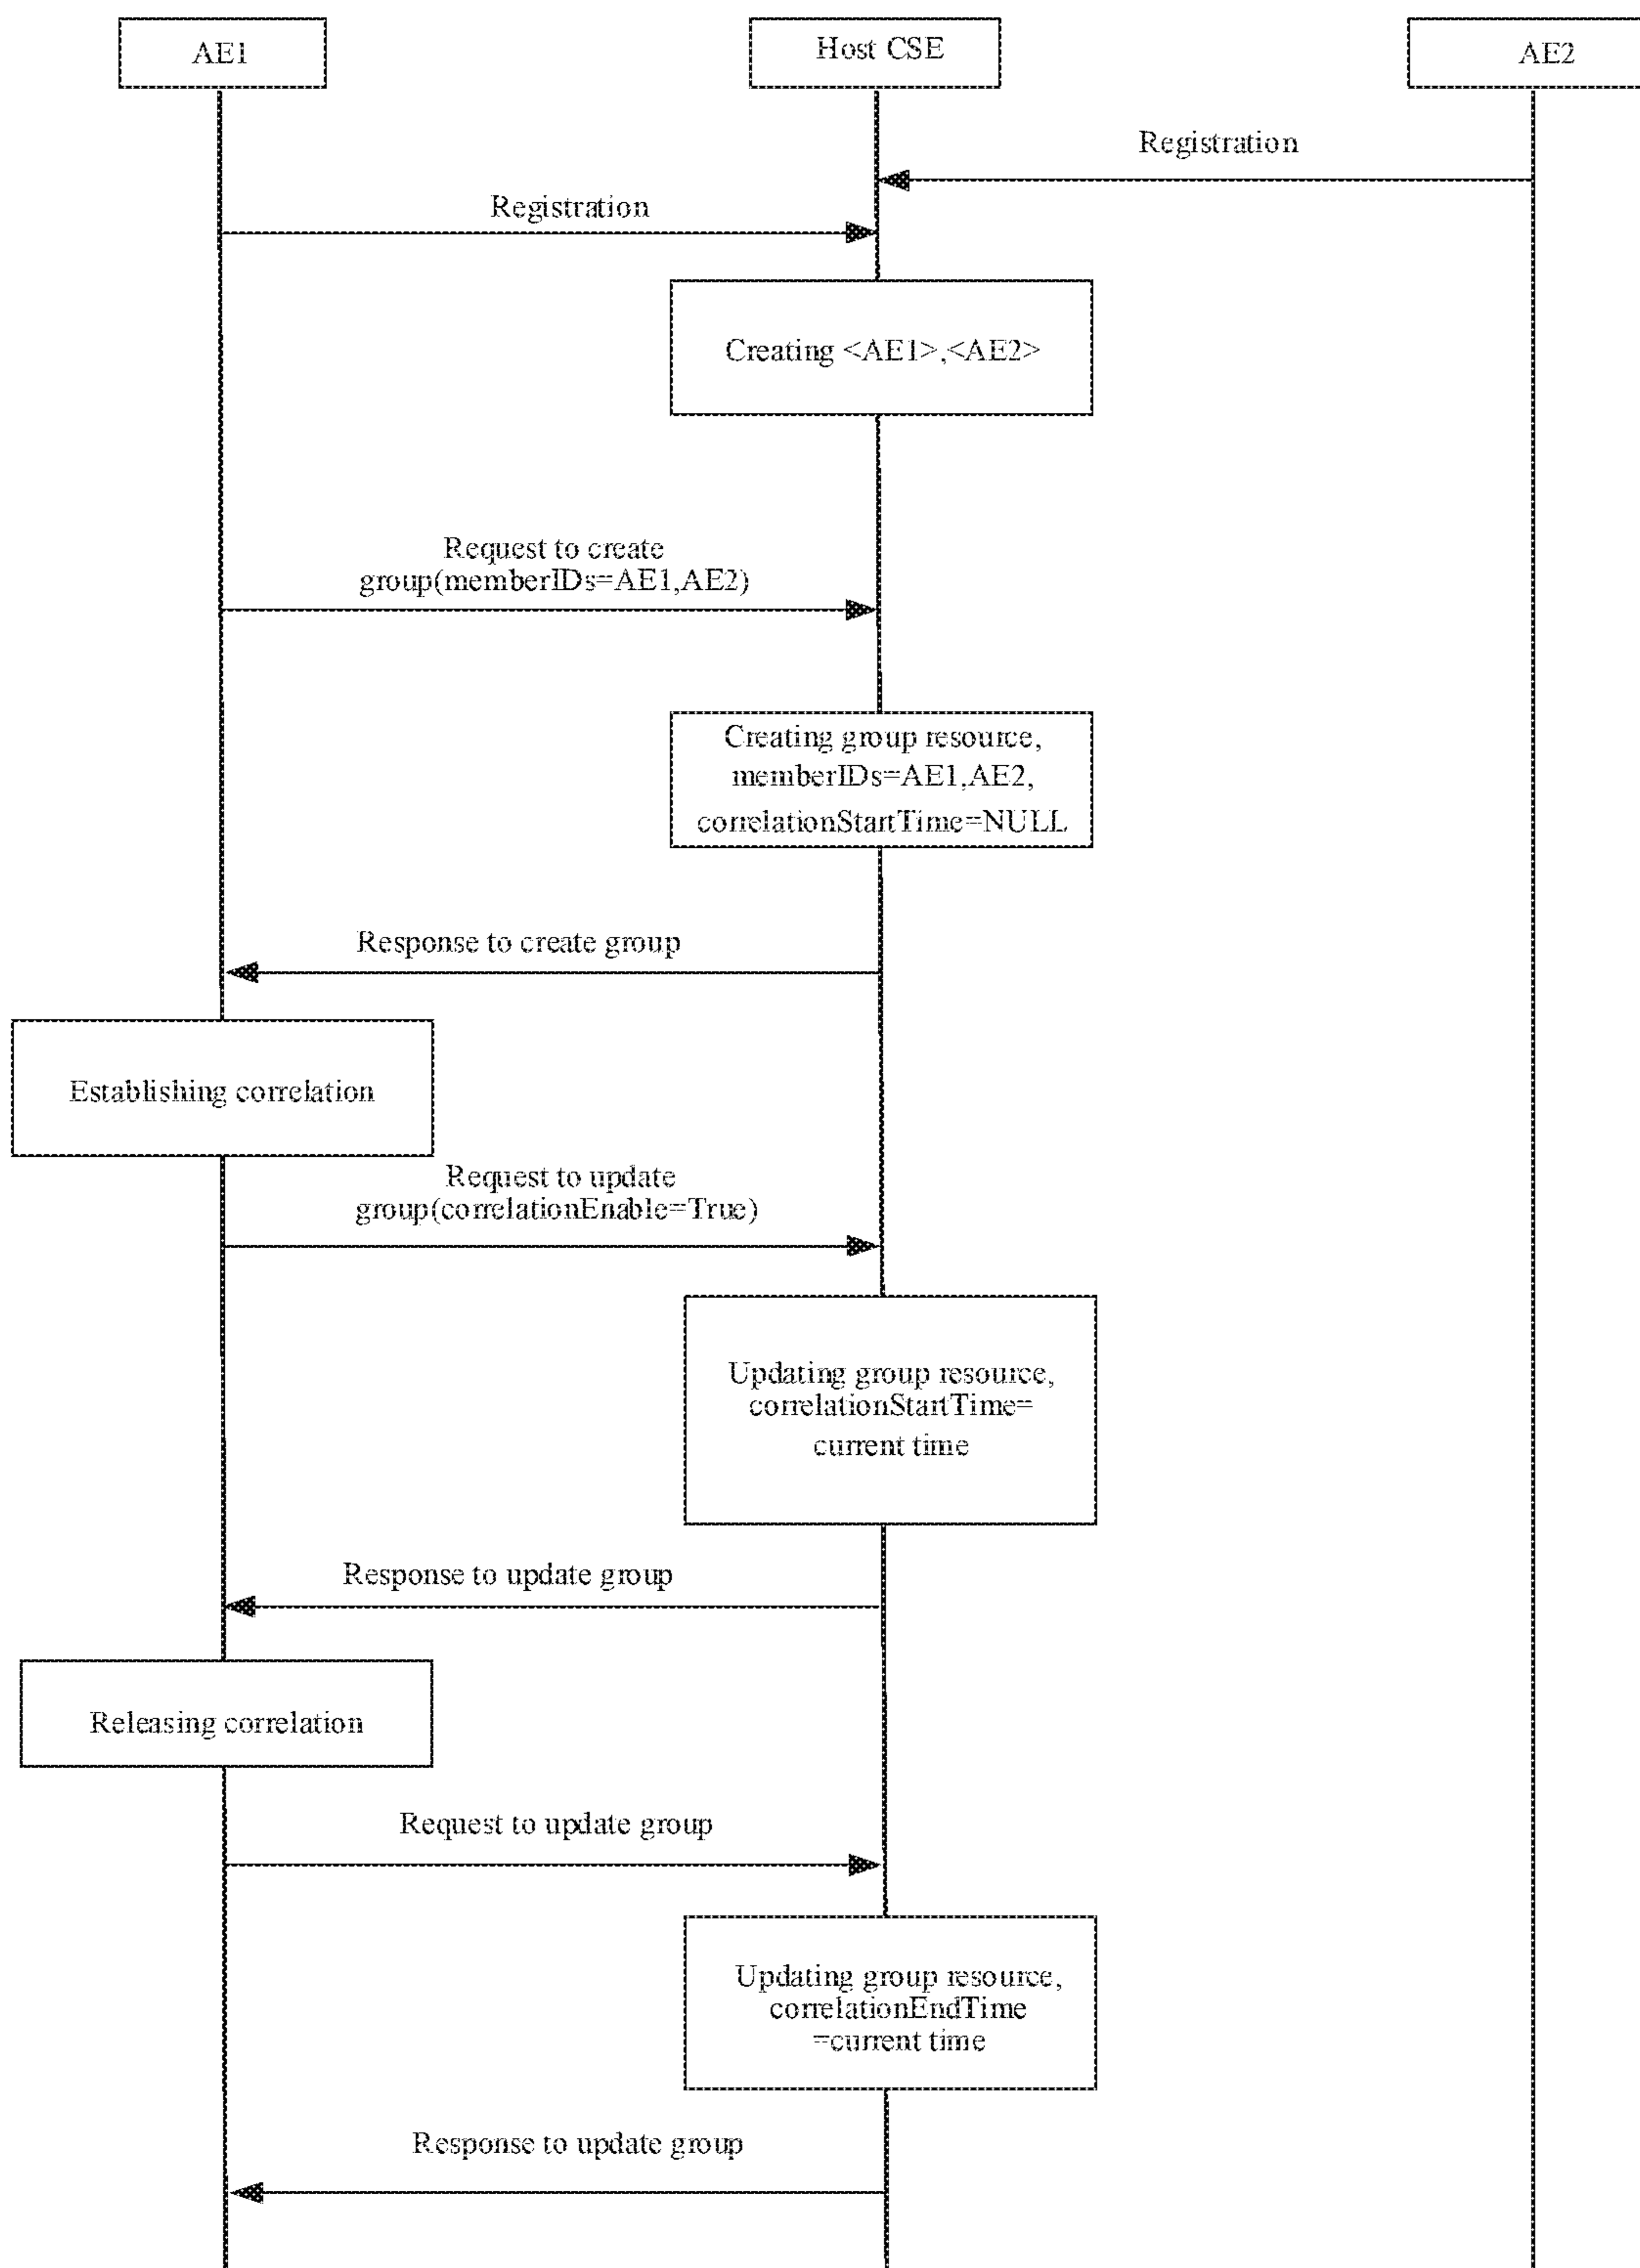 AE1
Host CSE
AE2
Registration
Registration
Creating <AE1>,<AE2>
Request to create
group(memberIDs=AE1,AE2)
Creating group resource,
memberIDs=AE1,AE2,
correlationStartTime=NULL
Response to create group
Establishing correlation
Request to update
group(correlationEnable=True)
Updating group resource,
correlationStartTime=
current time
Response to update group
Releasing correlation
Request to update group
Updating group resource,
correlationEndTime
=current time
Response to update group